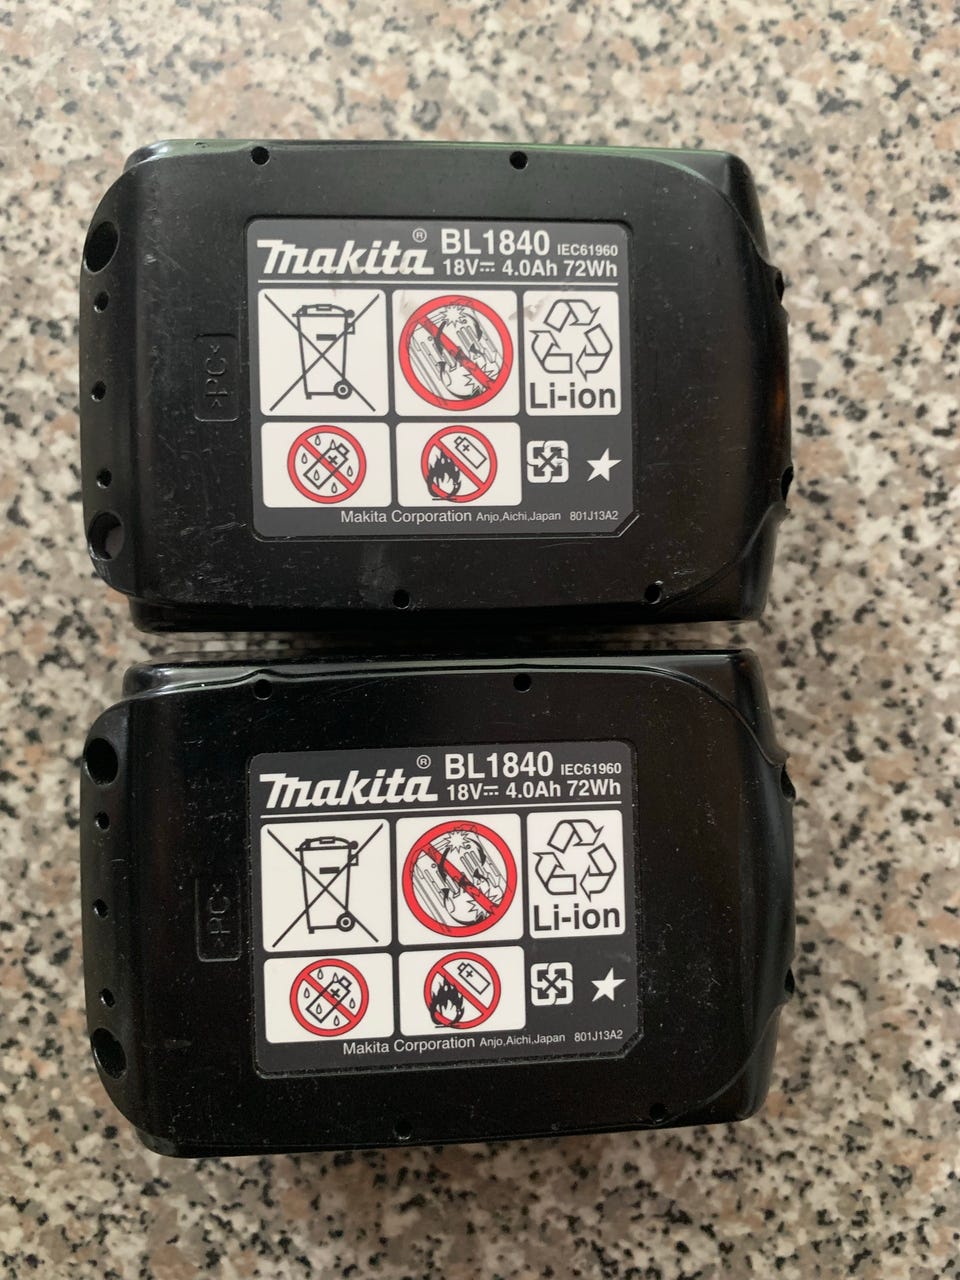 makita® BL1840 IEC61960
18V⎓ 4.0Ah 72Wh
Li-ion
>PC<
Makita Corporation Anjo,Aichi,Japan 801J13A2
makita® BL1840 IEC61960
18V⎓ 4.0Ah 72Wh
Li-ion
>PC<
Makita Corporation Anjo,Aichi,Japan 801J13A2